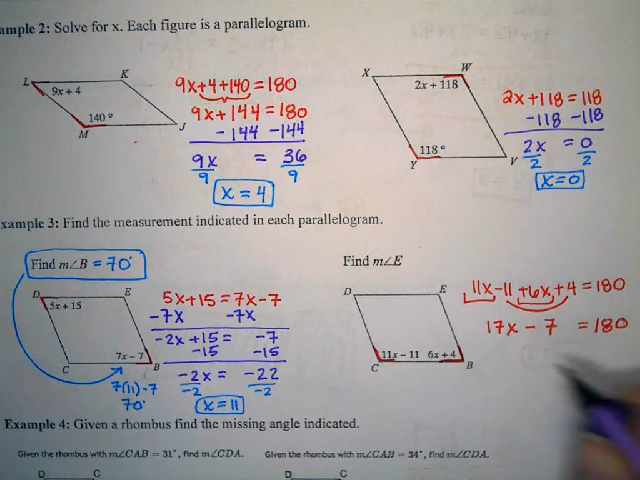 ample 2: Solve for x. Each figure is a parallelogram.
L
K
9x + 4
140°
M
J
9x+4+140 = 180
9x+144 = 180
-144 -144
9x = 36
9 9
x = 4
X
W
2x + 118
118°
Y
V
2x+118 = 118
-118 -118
2x = 0
2 2
x=0
xample 3: Find the measurement indicated in each parallelogram.
Find m∠B = 70°
D
E
5x + 15
7x − 7
C
B
7(11)-7
70°
5x+15 = 7x-7
-7x -7x
-2x+15 = -7
-15 -15
-2x = -22
-2 -2
x = 11
Find m∠E
D
E
11x − 11 6x + 4
C
B
11x-11 +6x+4 = 180
17x - 7 = 180
Example 4: Given a rhombus find the missing angle indicated.
Given the rhombus with m∠CAB = 31°, find m∠CDA.
Given the rhombus with m∠CAB = 34°, find m∠CDA.
D C
D C